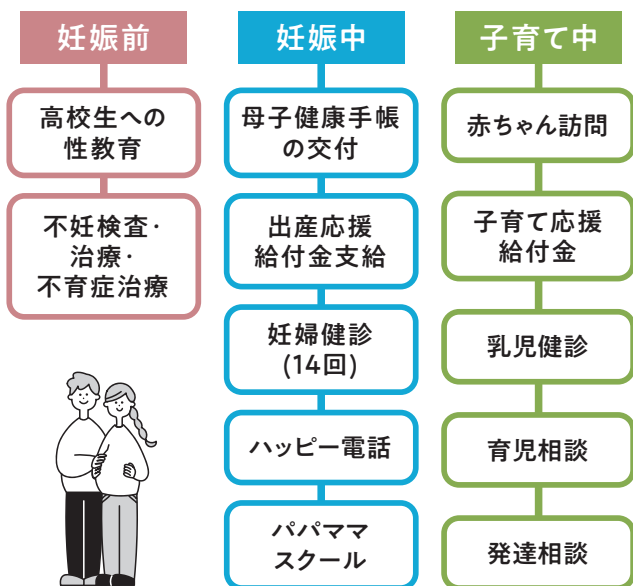 妊娠前
高校生への
性教育
不妊検査・
治療・
不育症治療
妊娠中
母子健康手帳
の交付
出産応援
給付金支給
妊婦健診
(14回)
ハッピー電話
パパママ
スクール
子育て中
赤ちゃん訪問
子育て応援
給付金
乳児健診
育児相談
発達相談